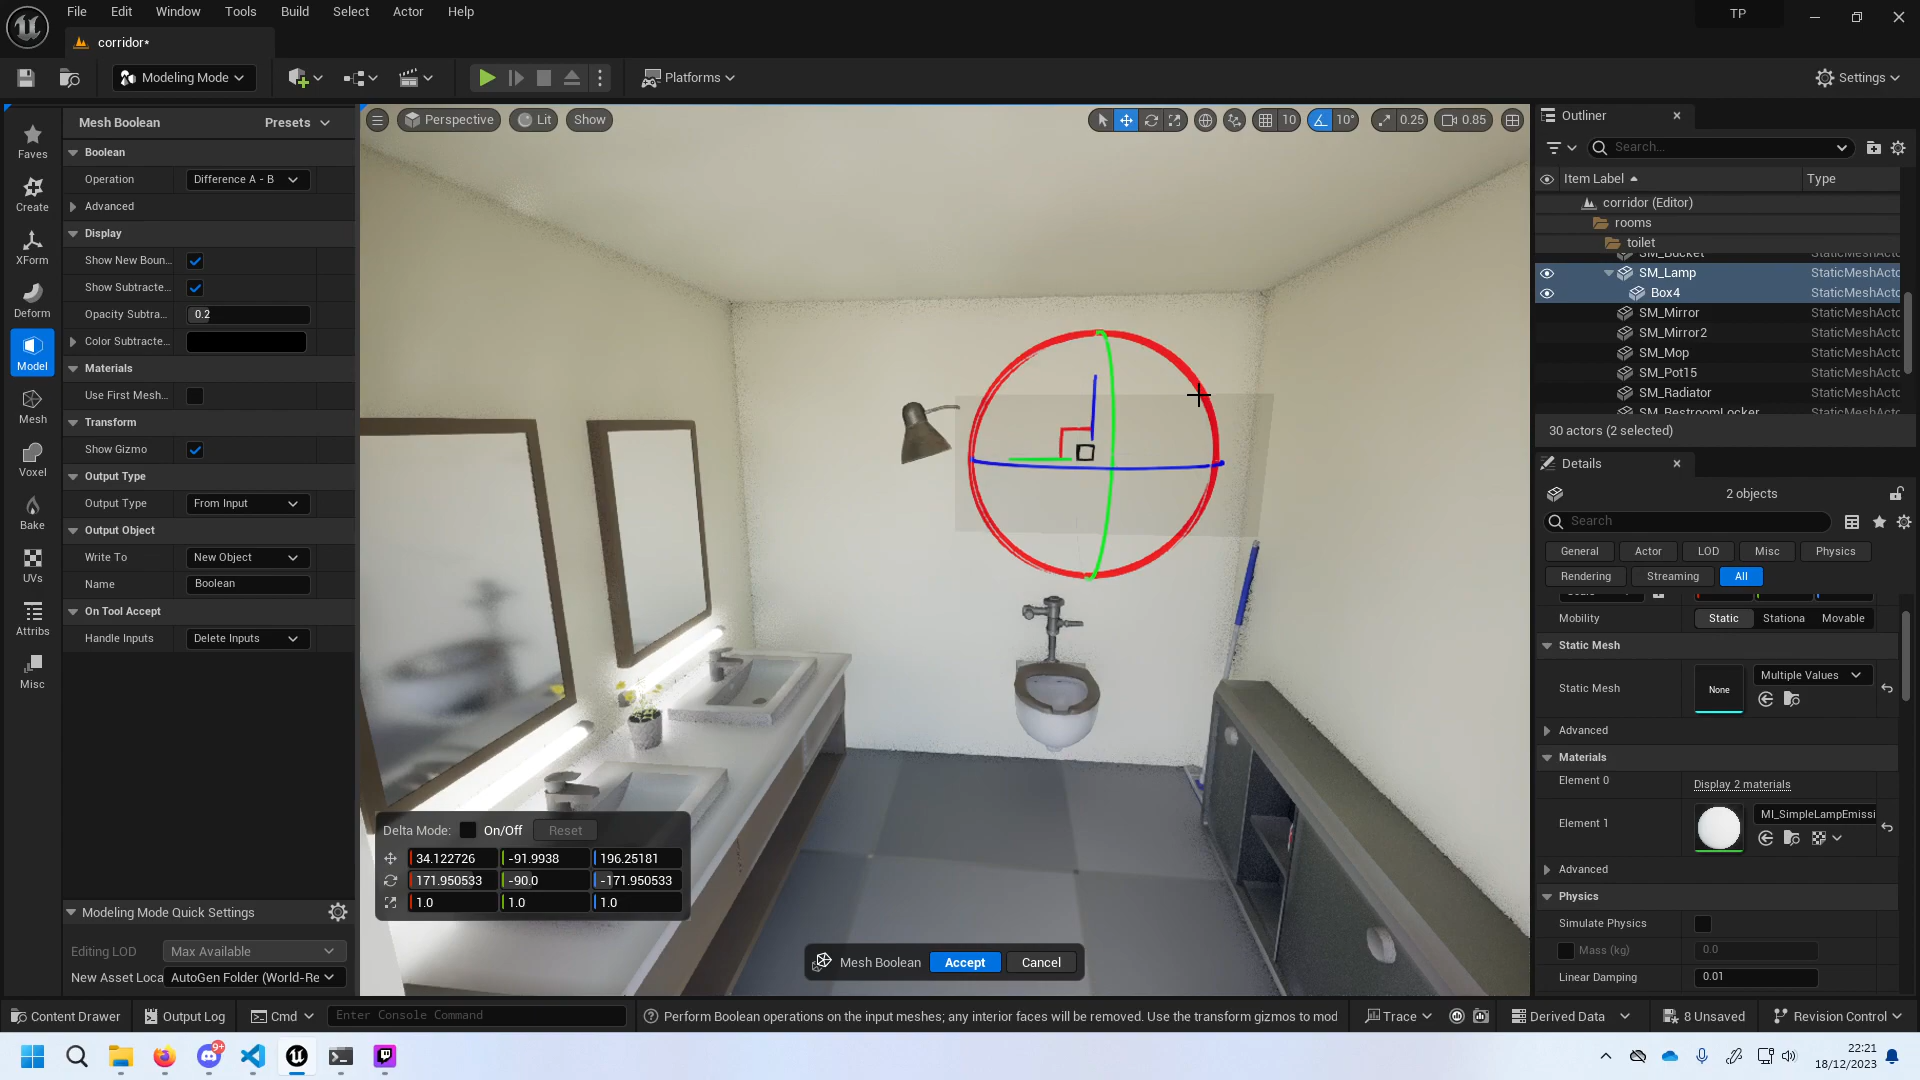 File Edit Window Tools Build Select Actor Help
TP
corridor*
Modeling Mode
Platforms
Settings
Mesh Boolean Presets
Perspective Lit Show
10 10° 0.25 0.85
Faves
Create
XForm
Deform
Model
Mesh
Voxel
Bake
UVs
Attribs
Misc
Boolean
Operation Difference A - B
Advanced
Display
Show New Boun...
Show Subtracte...
Opacity Subtra... 0.2
Color Subtracte...
Materials
Use First Mesh...
Transform
Show Gizmo
Output Type
Output Type From Input
Output Object
Write To New Object
Name Boolean
On Tool Accept
Handle Inputs Delete Inputs
Modeling Mode Quick Settings
Editing LOD Max Available
New Asset Loca AutoGen Folder (World-Re
Delta Mode: On/Off Reset
34.122726 -91.9938 196.25181
171.950533 -90.0 -171.950533
1.0 1.0 1.0
Mesh Boolean Accept Cancel
Outliner
Search...
Item Label Type
corridor (Editor)
rooms
toilet
SM_Bucket StaticMeshActo
SM_Lamp StaticMeshActo
Box4 StaticMeshActo
SM_Mirror StaticMeshActo
SM_Mirror2 StaticMeshActo
SM_Mop StaticMeshActo
SM_Pot15 StaticMeshActo
SM_Radiator StaticMeshActo
SM_RestroomLocker StaticMeshActo
30 actors (2 selected)
Details
2 objects
Search
General Actor LOD Misc Physics
Rendering Streaming All
Scale
Mobility Static Stationa Movable
Static Mesh
Static Mesh None Multiple Values
Advanced
Materials
Element 0 Display 2 materials
Element 1 MI_SimpleLampEmissi
Advanced
Physics
Simulate Physics
Mass (kg) 0.0
Linear Damping 0.01
Content Drawer Output Log Cmd Enter Console Command Perform Boolean operations on the input meshes; any interior faces will be removed. Use the transform gizmos to mod Trace Derived Data 8 Unsaved Revision Control
9+
22:21
18/12/2023